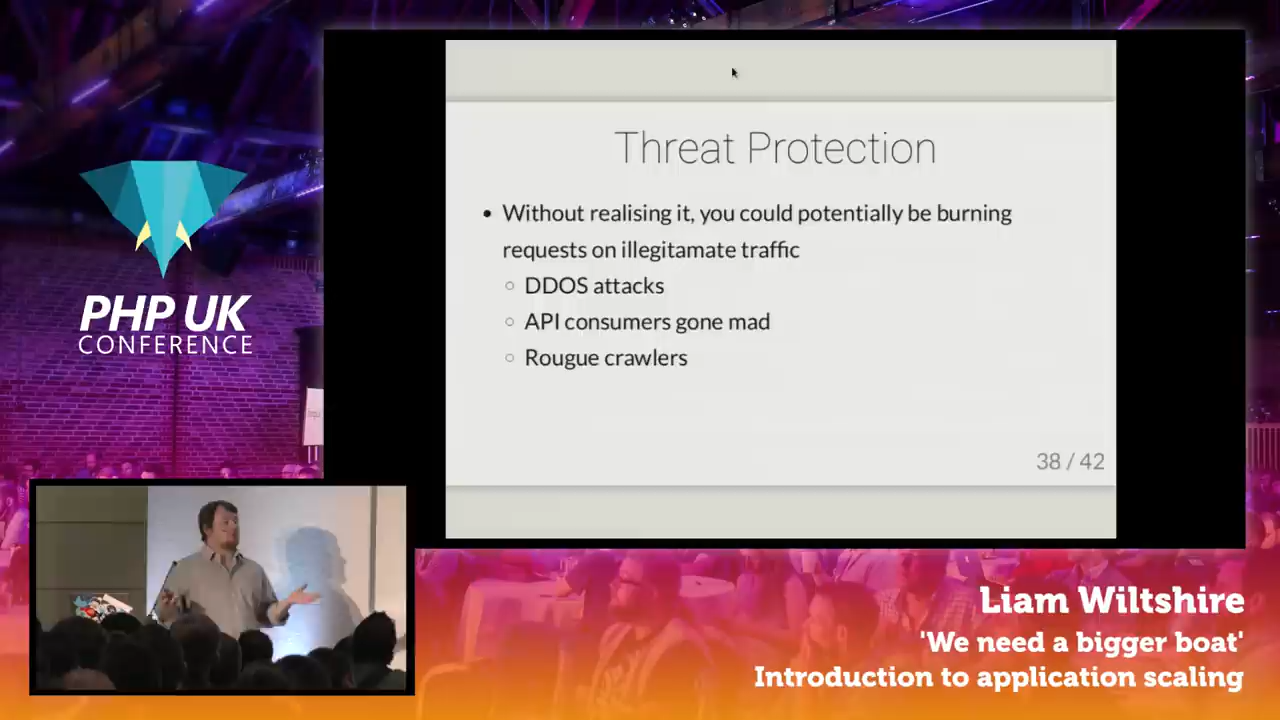 Threat Protection
• Without realising it, you could potentially be burning
requests on illegitamate traffic
○ DDOS attacks
○ API consumers gone mad
○ Rougue crawlers
38 / 42
PHP UK
CONFERENCE
Liam Wiltshire
'We need a bigger boat'
Introduction to application scaling